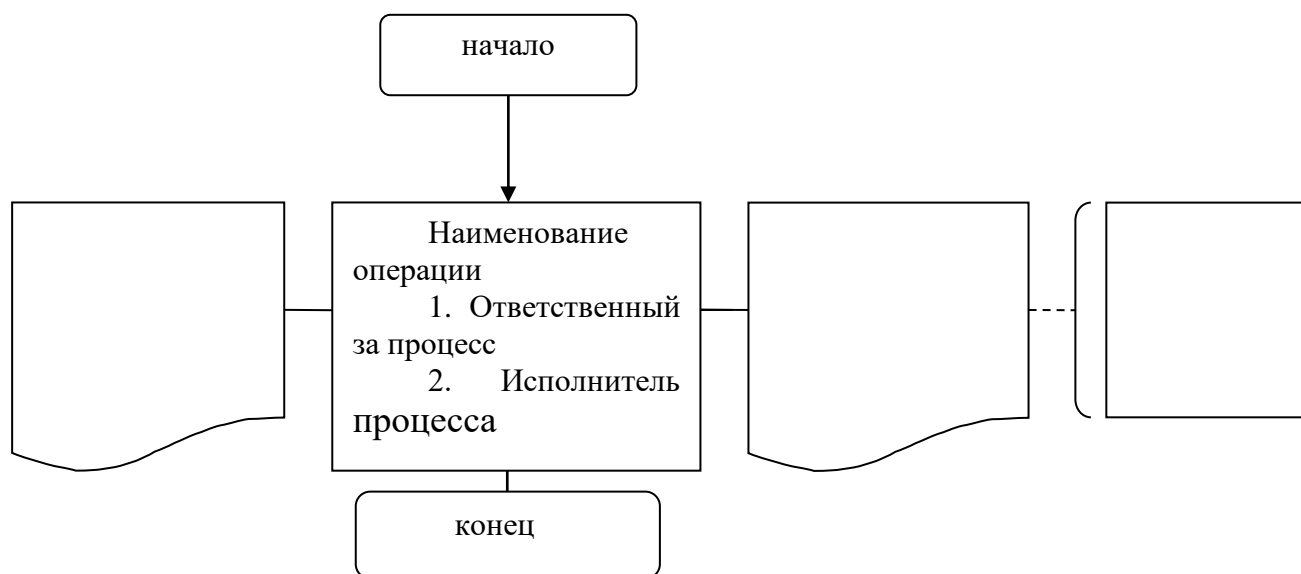 начало
Наименование
операции
1. Ответственный
за процесс
2. Исполнитель
процесса
конец